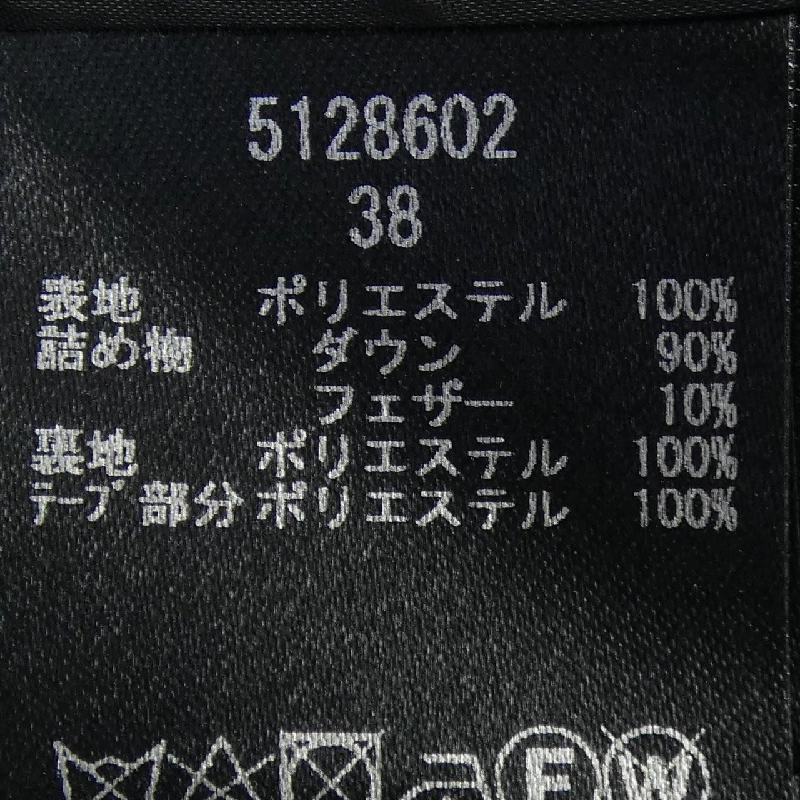 5128602
38
表地 ポリエステル 100%
詰め物 ダウン 90%
フェザー 10%
裏地 ポリエステル 100%
テープ部分 ポリエステル 100%
F W